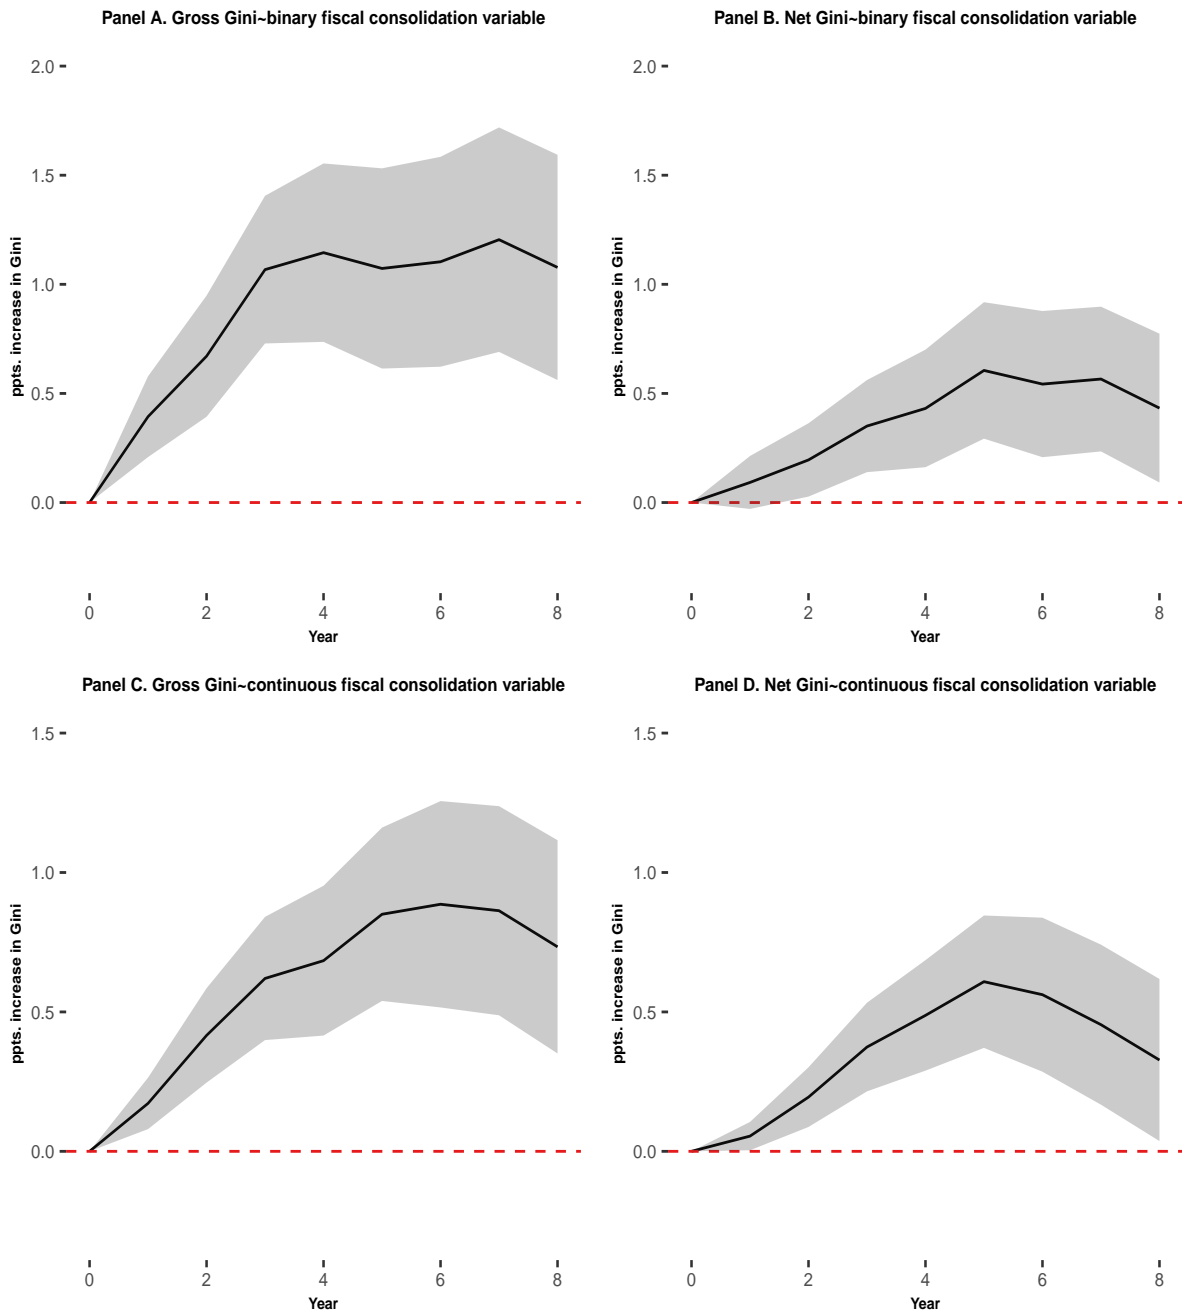 Panel A. Gross Gini~binary fiscal consolidation variable
2.0
1.5
1.0
0.5
0.0
ppts. increase in Gini
0 2 4 6 8
Year
Panel B. Net Gini~binary fiscal consolidation variable
2.0
1.5
1.0
0.5
0.0
ppts. increase in Gini
0 2 4 6 8
Year
Panel C. Gross Gini~continuous fiscal consolidation variable
1.5
1.0
0.5
0.0
ppts. increase in Gini
0 2 4 6 8
Year
Panel D. Net Gini~continuous fiscal consolidation variable
1.5
1.0
0.5
0.0
ppts. increase in Gini
0 2 4 6 8
Year